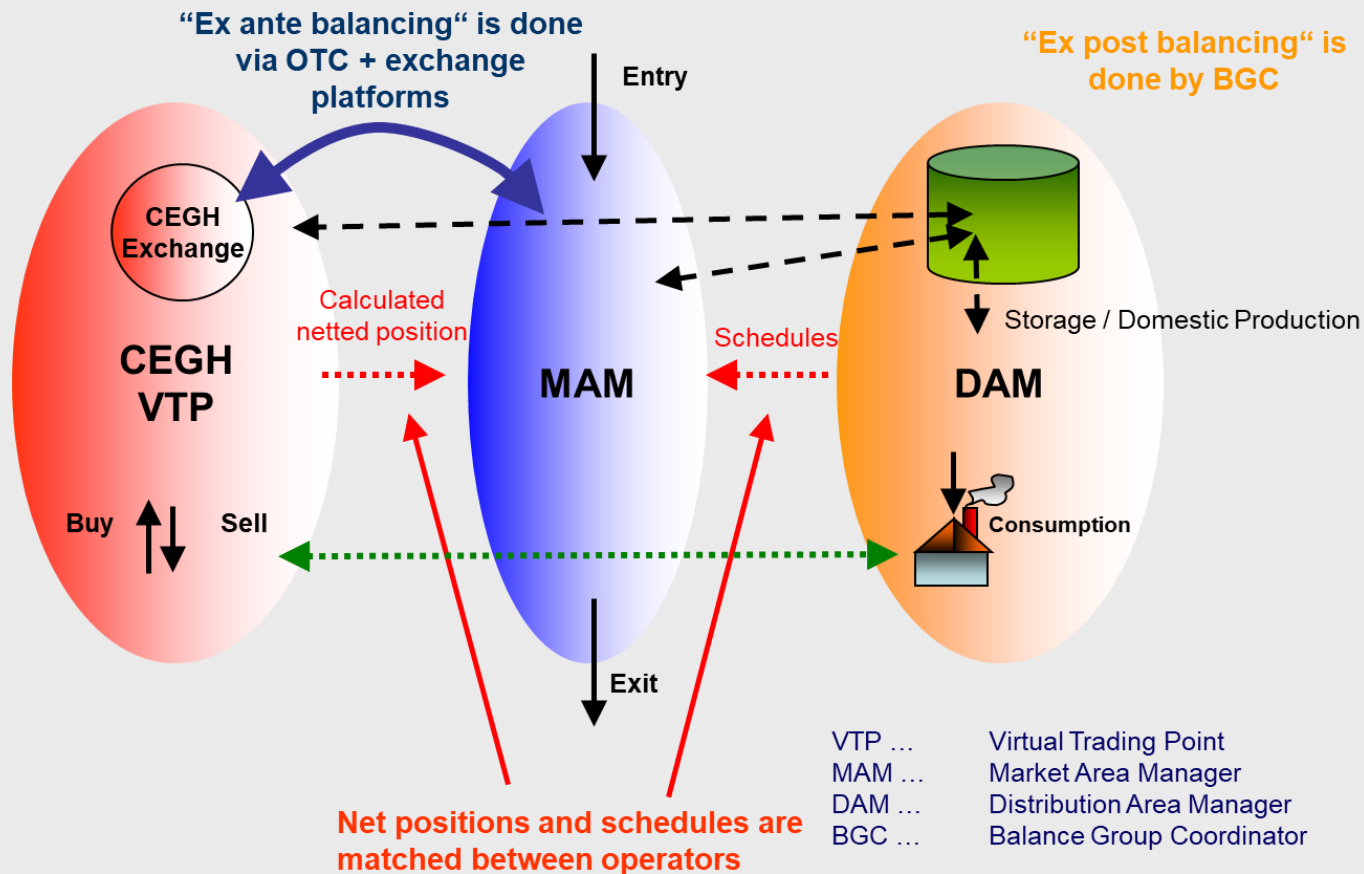 “Ex ante balancing“ is done
via OTC + exchange
platforms
“Ex post balancing“ is
done by BGC
Entry
CEGH
Exchange
Calculated
netted position
Schedules
Storage / Domestic Production
CEGH
VTP
MAM
DAM
Buy
Sell
Consumption
Exit
Net positions and schedules are
matched between operators
VTP … Virtual Trading Point
MAM … Market Area Manager
DAM … Distribution Area Manager
BGC … Balance Group Coordinator